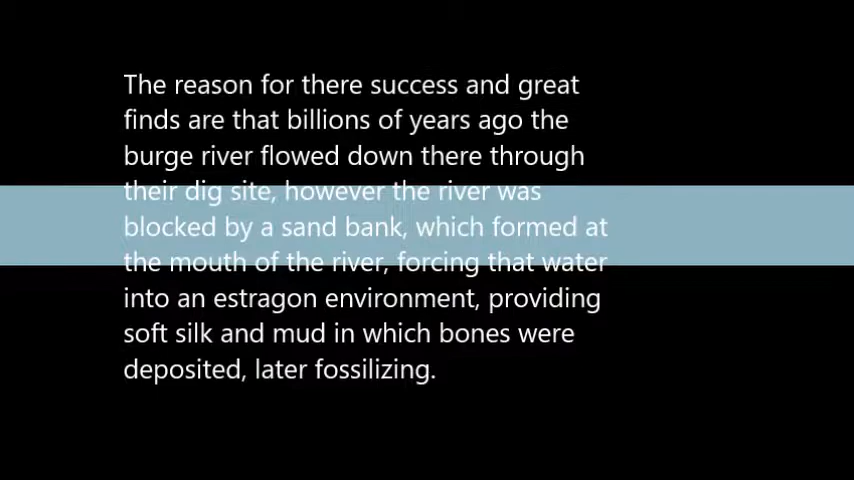 The reason for there success and great
finds are that billions of years ago the
burge river flowed down there through
their dig site, however the river was
blocked by a sand bank, which formed at
the mouth of the river, forcing that water
into an estragon environment, providing
soft silk and mud in which bones were
deposited, later fossilizing.